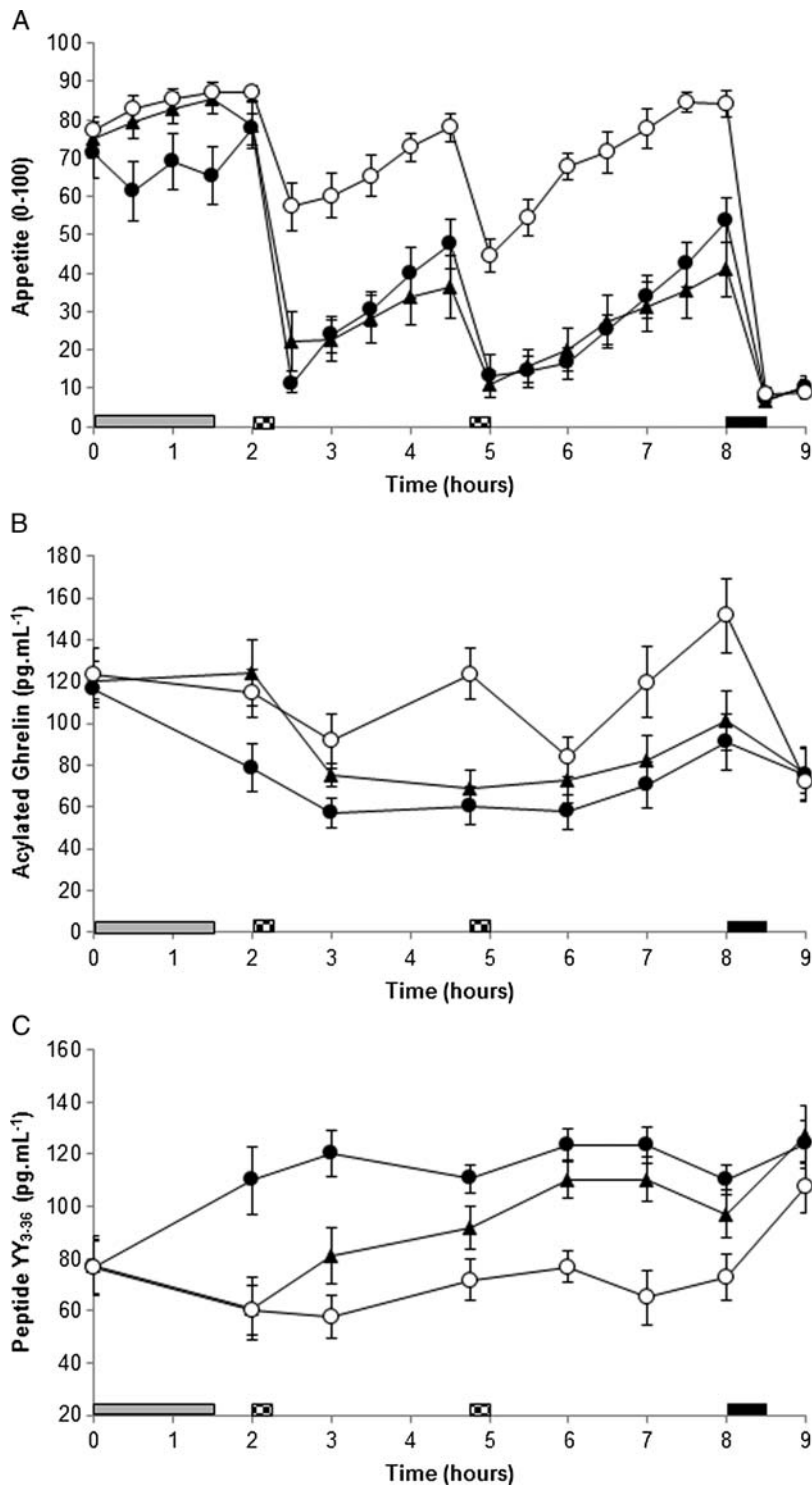 A
Appetite (0-100)
100
90
80
70
60
50
40
30
20
10
0
0 1 2 3 4 5 6 7 8 9
Time (hours)
B
Acylated Ghrelin (pg.mL-1)
180
160
140
120
100
80
60
40
20
0
0 1 2 3 4 5 6 7 8 9
Time (hours)
C
Peptide YY3-36 (pg.mL-1)
160
140
120
100
80
60
40
20
0 1 2 3 4 5 6 7 8 9
Time (hours)